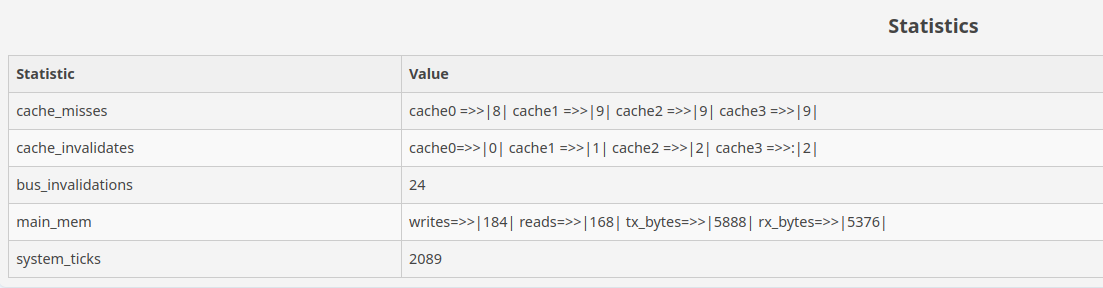 Statistics
Statistic Value
cache_misses cache0 =>>|8| cache1 =>>|9| cache2 =>>|9| cache3 =>>|9|
cache_invalidates cache0=>>|0| cache1 =>>|1| cache2 =>>|2| cache3 =>>:|2|
bus_invalidations 24
main_mem writes=>>|184| reads=>>|168| tx_bytes=>>|5888| rx_bytes=>>|5376|
system_ticks 2089